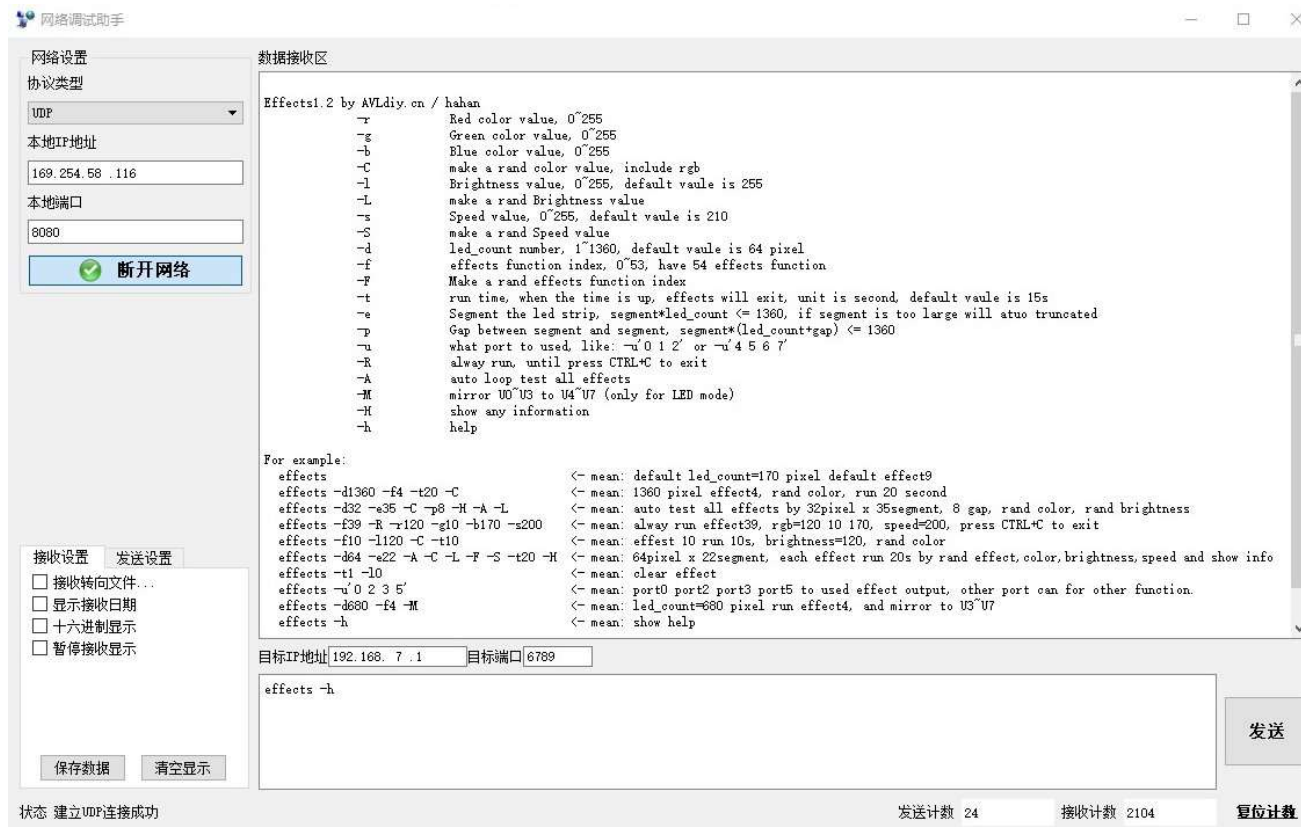 网络调试助手
网络设置
协议类型
UDP
本地IP地址
169.254.58 .116
本地端口
8080
断开网络
数据接收区
Effects1.2 by AVLdiy.cn / hahan
-r Red color value, 0~255
-g Green color value, 0~255
-b Blue color value, 0~255
-C make a rand color value, include rgb
-l Brightness value, 0~255, default vaule is 255
-L make a rand Brightness value
-s Speed value, 0~255, default vaule is 210
-S make a rand Speed value
-d led_count number, 1~1360, default vaule is 64 pixel
-f effects function index, 0~53, have 54 effects function
-F Make a rand effects function index
-t run time, when the time is up, effects will exit, unit is second, default vaule is 15s
-e Segment the led strip, segment*led_count <= 1360, if segment is too large will atuo truncated
-p Gap between segment and segment, segment*(led_count+gap) <= 1360
-u what port to used, like: -u'0 1 2' or -u'4 5 6 7'
-R alway run, until press CTRL+C to exit
-A auto loop test all effects
-M mirror U0~U3 to U4~U7 (only for LED mode)
-H show any information
-h help
For example:
effects <- mean: default led_count=170 pixel default effect9
effects -d1360 -f4 -t20 -C <- mean: 1360 pixel effect4, rand color, run 20 second
effects -d32 -e35 -C -p8 -H -A -L <- mean: auto test all effects by 32pixel x 35segment, 8 gap, rand color, rand brightness
effects -f39 -R -r120 -g10 -b170 -s200 <- mean: alway run effect39, rgb=120 10 170, speed=200, press CTRL+C to exit
effects -f10 -l120 -C -t10 <- mean: effest 10 run 10s, brightness=120, rand color
effects -d64 -e22 -A -C -L -F -S -t20 -H <- mean: 64pixel x 22segment, each effect run 20s by rand effect,color,brightness,speed and show info
effects -t1 -l0 <- mean: clear effect
effects -u'0 2 3 5' <- mean: port0 port2 port3 port5 to used effect output, other port can for other function.
effects -d680 -f4 -M <- mean: led_count=680 pixel run effect4, and mirror to U3~U7
effects -h <- mean: show help
接收设置 发送设置
接收转向文件...
显示接收日期
十六进制显示
暂停接收显示
保存数据 清空显示
目标IP地址 192.168. 7 .1 目标端口 6789
effects -h
发送
状态 建立UDP连接成功 发送计数 24 接收计数 2104 复位计数